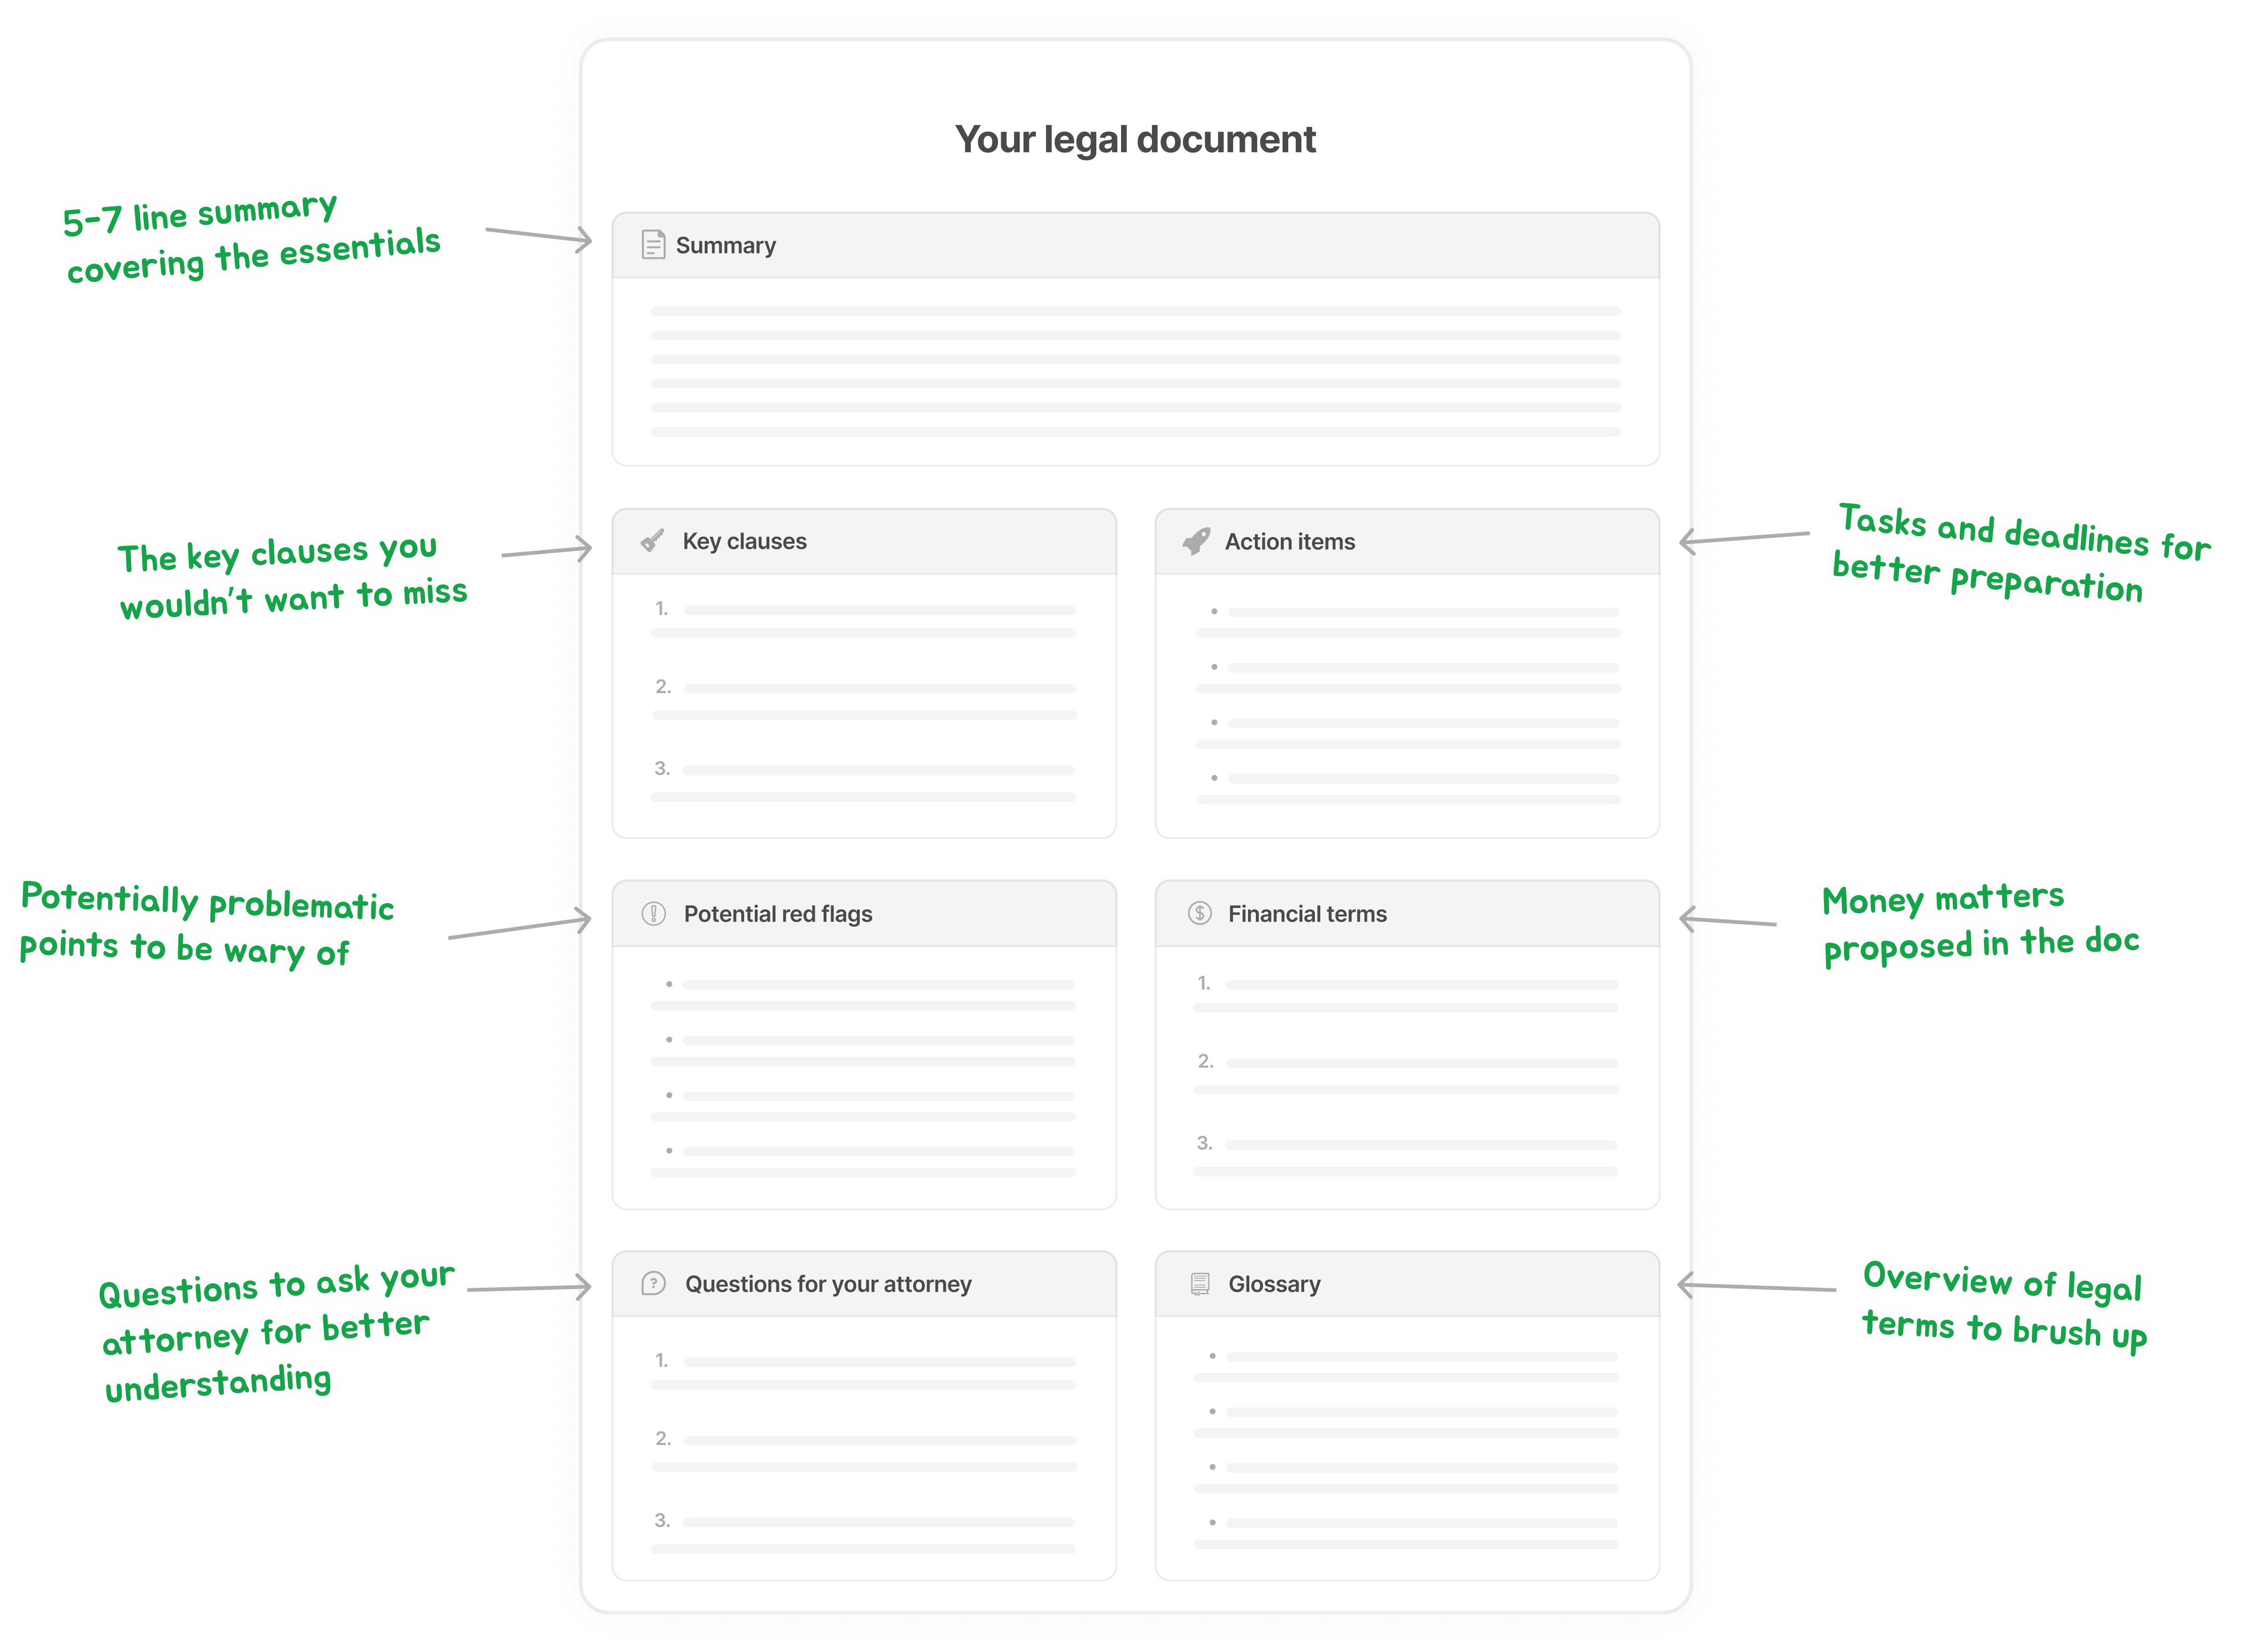 Your legal document
5-7 line summary
covering the essentials
Summary
The key clauses you
wouldn't want to miss
Key clauses
1.
2.
3.
Action items
Tasks and deadlines for
better preparation
Potentially problematic
points to be wary of
Potential red flags
Financial terms
1.
2.
3.
Money matters
proposed in the doc
Questions to ask your
attorney for better
understanding
Questions for your attorney
1.
2.
3.
Glossary
Overview of legal
terms to brush up